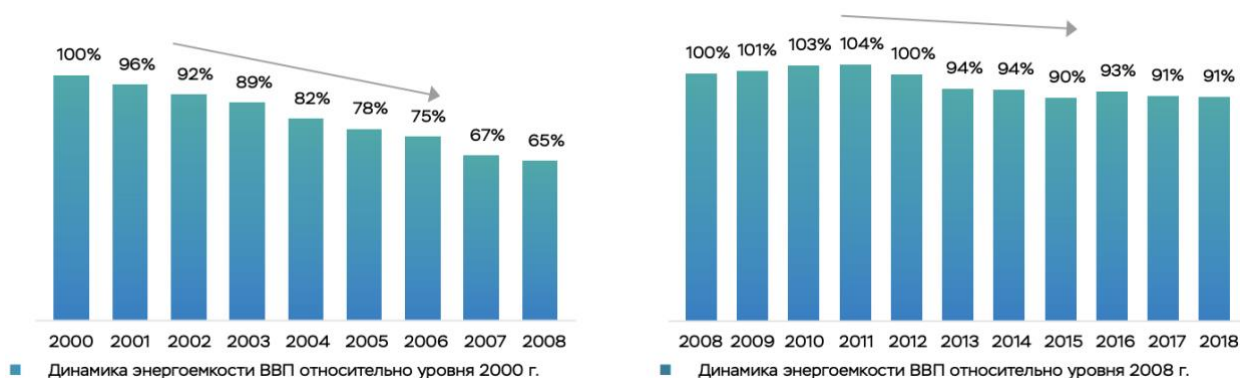 100% 96% 92% 89% 82% 78% 75% 67% 65%
2000 2001 2002 2003 2004 2005 2006 2007 2008
Динамика энергоемкости ВВП относительно уровня 2000 г.
100% 101% 103% 104% 100% 94% 94% 90% 93% 91% 91%
2008 2009 2010 2011 2012 2013 2014 2015 2016 2017 2018
Динамика энергоемкости ВВП относительно уровня 2008 г.